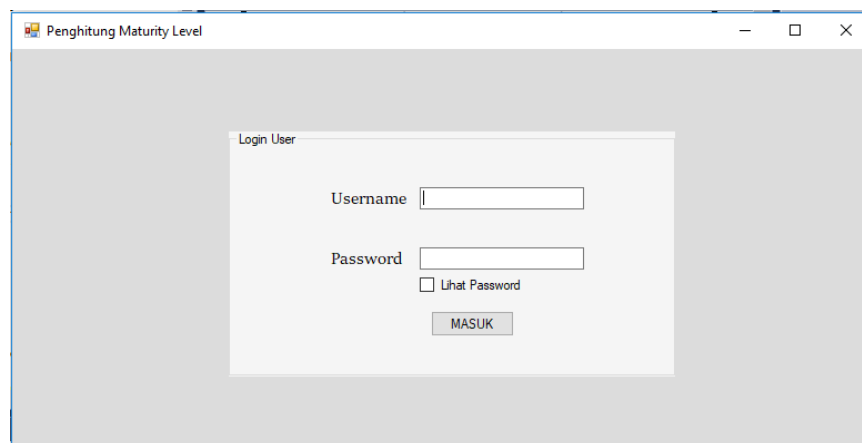 Penghitung Maturity Level
Login User
Username
Password
Lihat Password
MASUK